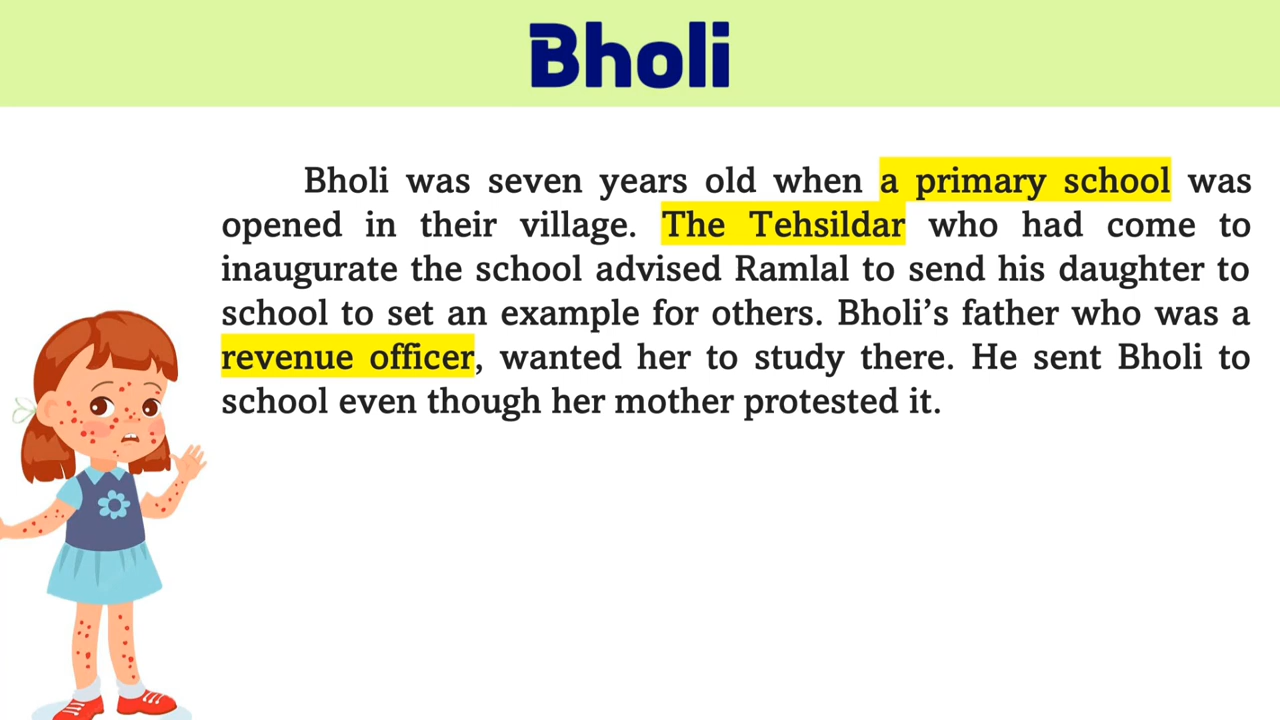 Bholi
Bholi was seven years old when a primary school was
opened in their village. The Tehsildar who had come to
inaugurate the school advised Ramlal to send his daughter to
school to set an example for others. Bholi’s father who was a
revenue officer, wanted her to study there. He sent Bholi to
school even though her mother protested it.